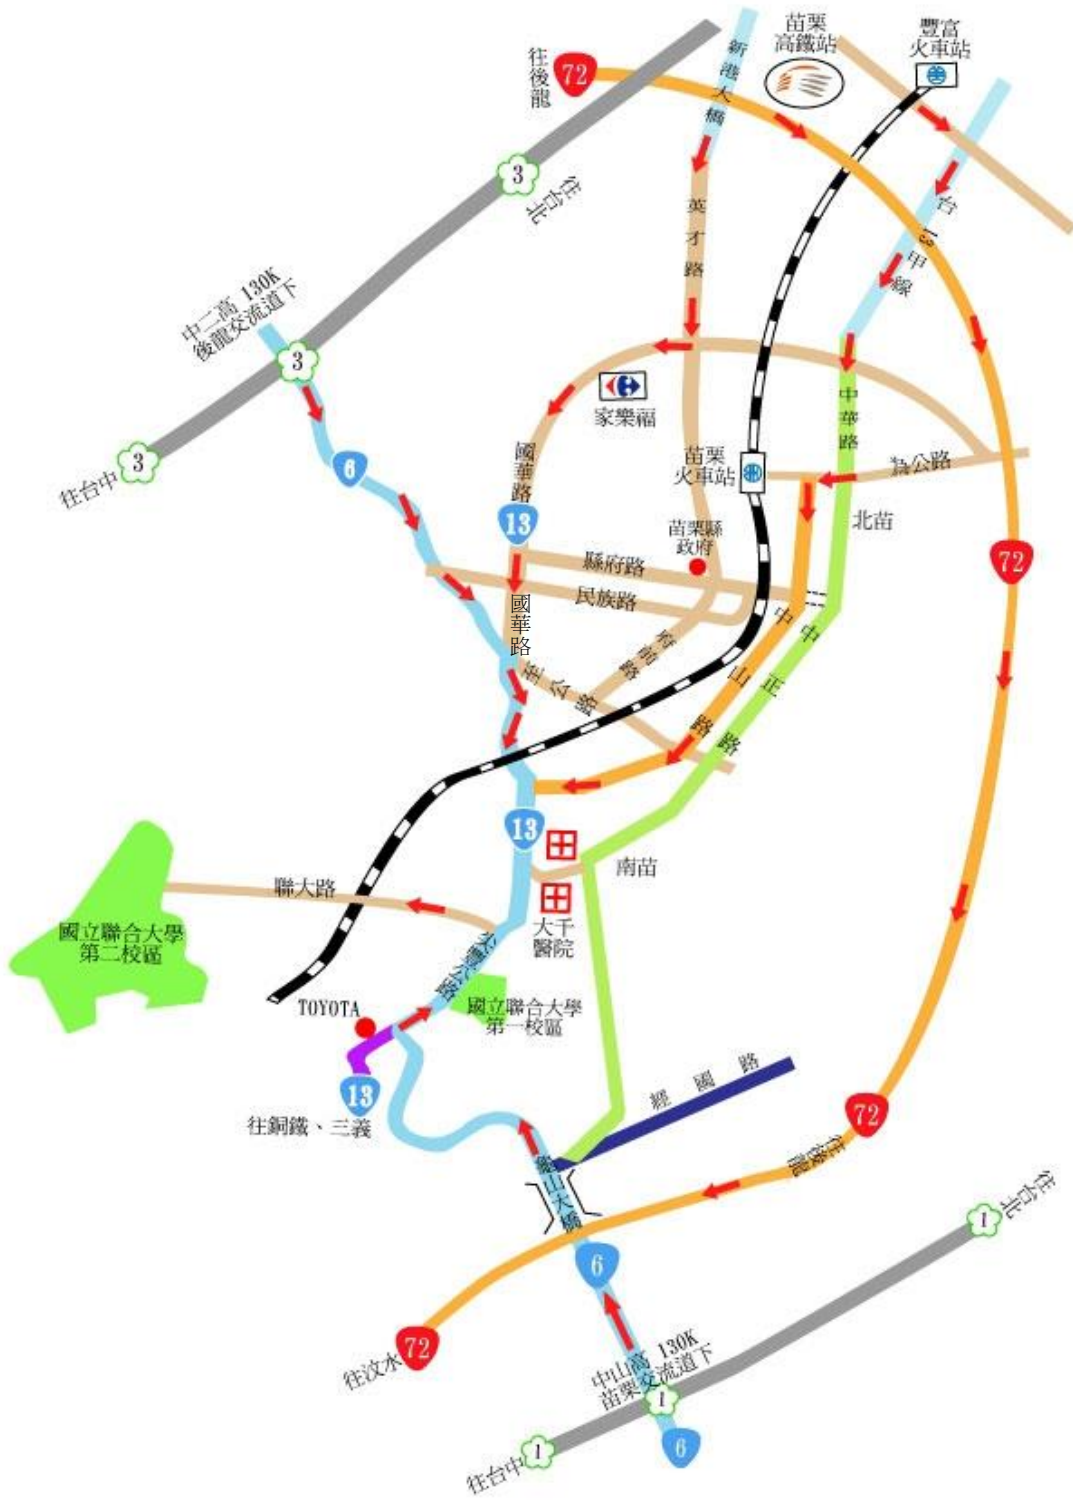 苗栗
高鐵站
豐富
火車站
往後龍
72
新港大橋
3
往台北
英才路
台13甲線
中二高 130K
後龍交流道下
3
家樂福
中華路
3
往台中
6
國華路
13
苗栗
火車站
為公路
北苗
苗栗縣
政府
72
縣府路
民族路
國華路
府前路
至公路
中山路
中正路
13
南苗
大千
醫院
聯大路
國立聯合大學
第二校區
尖豐公路
國立聯合大學
第一校區
TOYOTA
13
往銅鐵、三義
經國路
72
往後龍
龜山大橋
6
1
往台北
72
往汶水
中山高 130K
苗栗交流道下
1
1
往台中
6